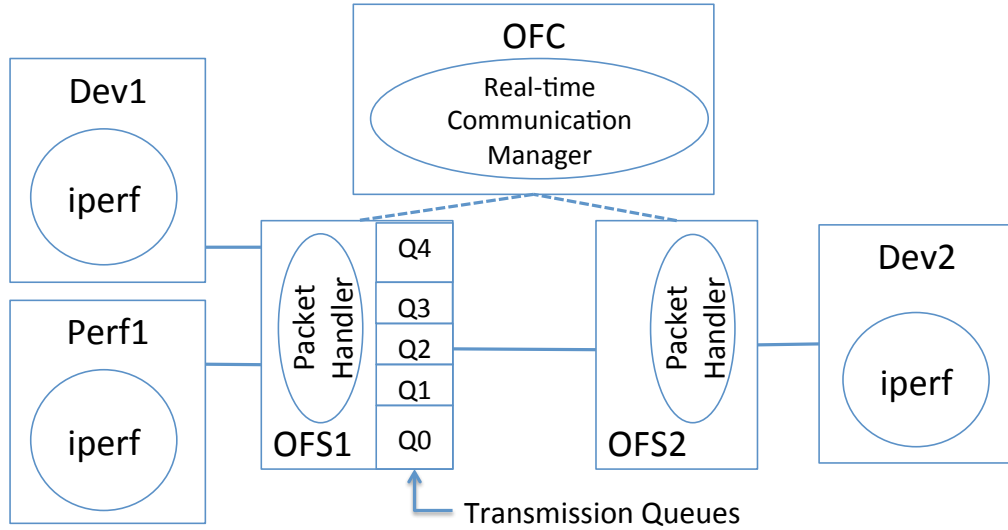 OFC
Real-time
Communication
Manager
Dev1
iperf
Perf1
iperf
Packet
Handler
OFS1
Q4
Q3
Q2
Q1
Q0
Transmission Queues
Packet
Handler
OFS2
Dev2
iperf